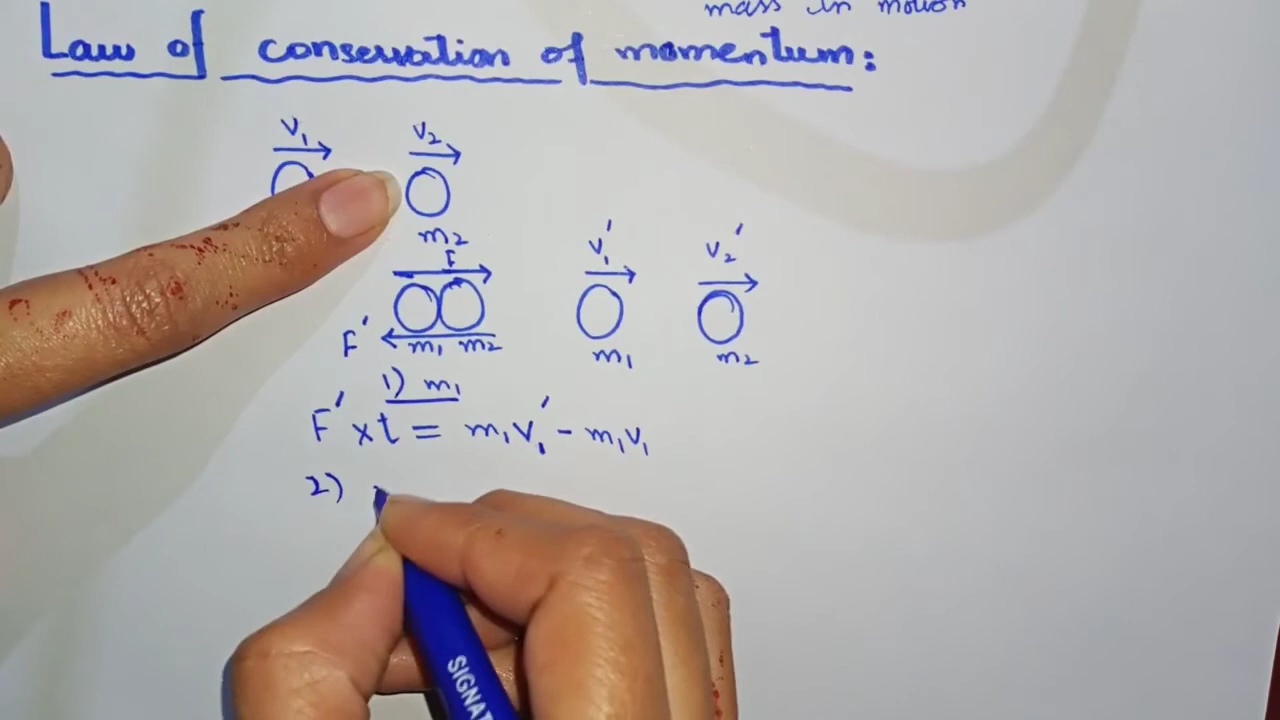 mass in motion
Law of conservation of momentum:
V₁ V₂
m₂
F
V₁′ V₂′
F′ m₁ m₂ m₁ m₂
1) m₁
F′ × t = m₁V₁′ - m₁V₁
2)
SIGNAT